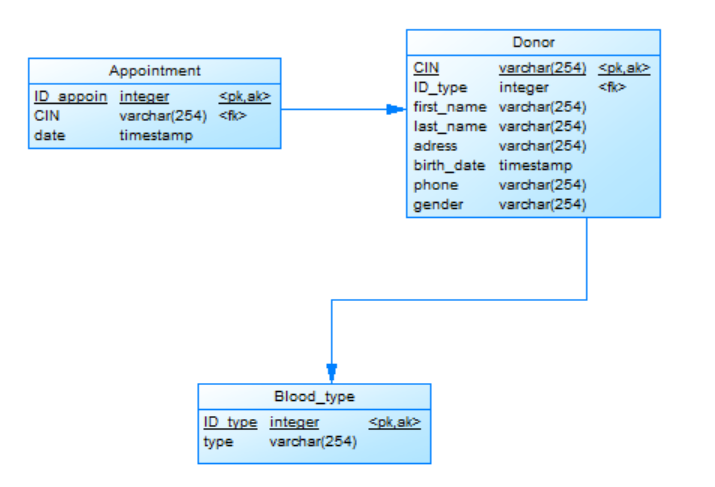 Appointment
ID_appoin integer <pk,ak>
CIN varchar(254) <fk>
date timestamp
Donor
CIN varchar(254) <pk,ak>
ID_type integer <fk>
first_name varchar(254)
last_name varchar(254)
adress varchar(254)
birth_date timestamp
phone varchar(254)
gender varchar(254)
Blood_type
ID_type integer <pk,ak>
type varchar(254)